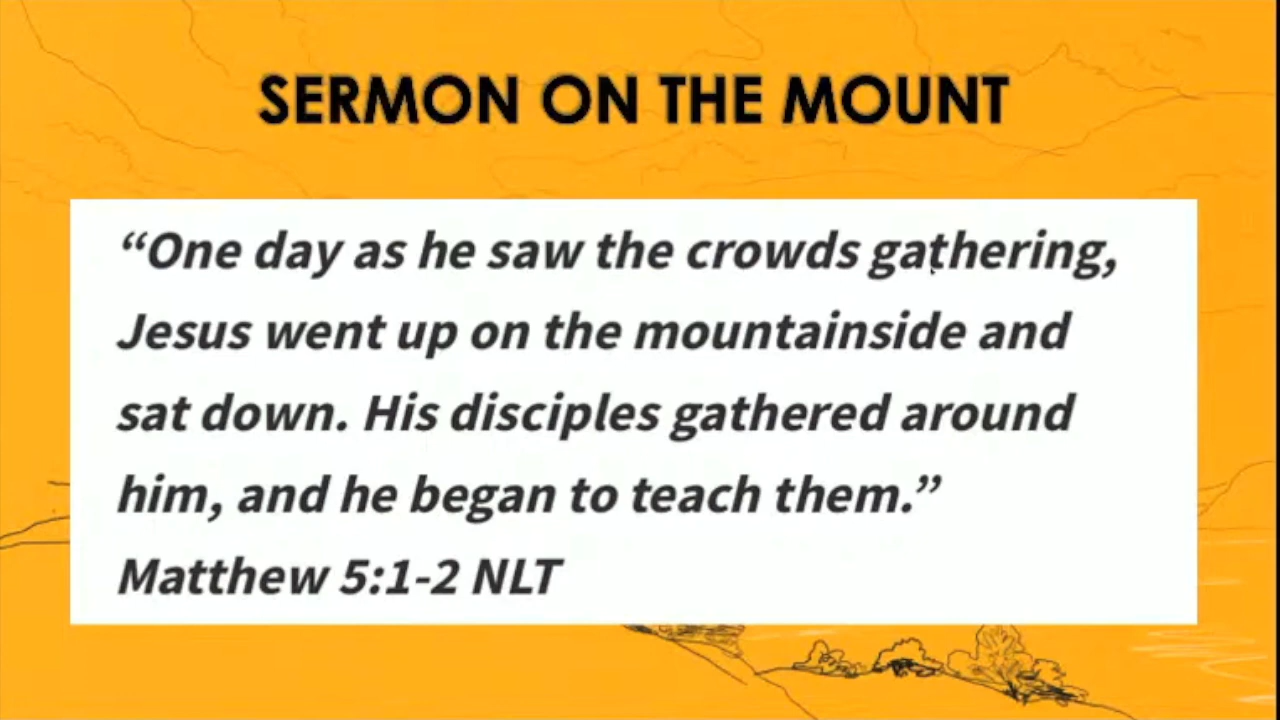 SERMON ON THE MOUNT
“One day as he saw the crowds gathering,
Jesus went up on the mountainside and
sat down. His disciples gathered around
him, and he began to teach them.”
Matthew 5:1-2 NLT